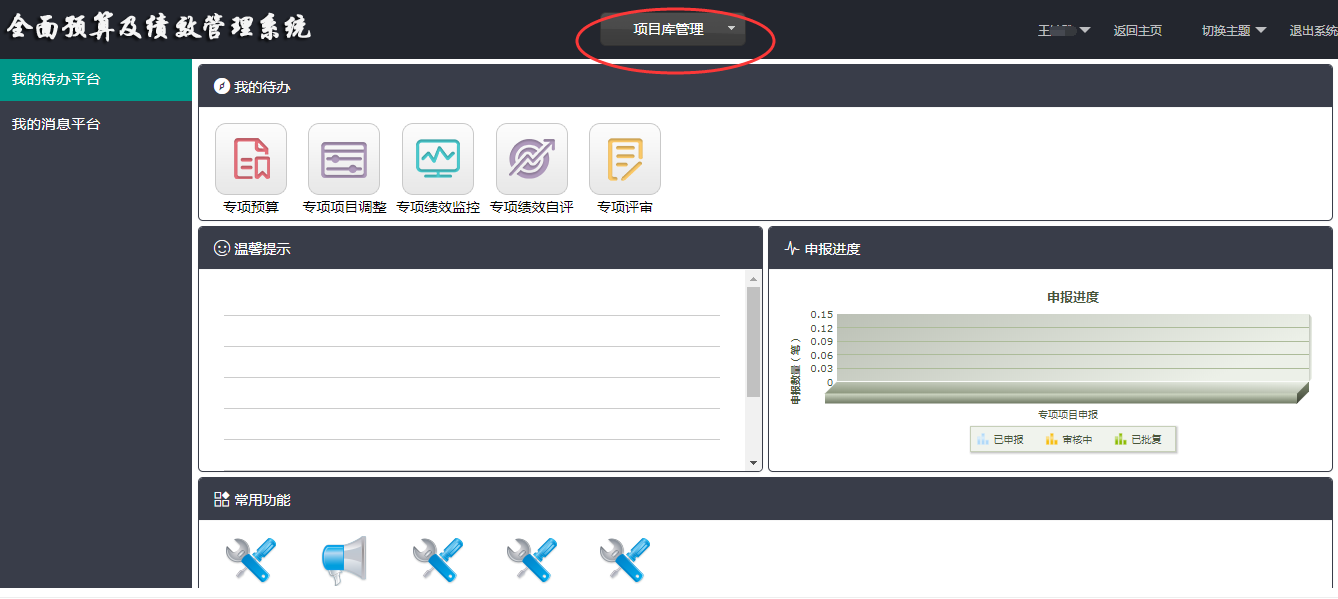 全面预算及绩效管理系统
项目库管理
王
返回主页
切换主题
退出系统
我的待办平台
我的消息平台
我的待办
专项预算
专项项目调整
专项绩效监控
专项绩效自评
专项评审
温馨提示
申报进度
申报进度
申报数量（笔）
0.15
0.12
0.09
0.06
0.03
0
专项项目申报
已申报
审核中
已批复
常用功能